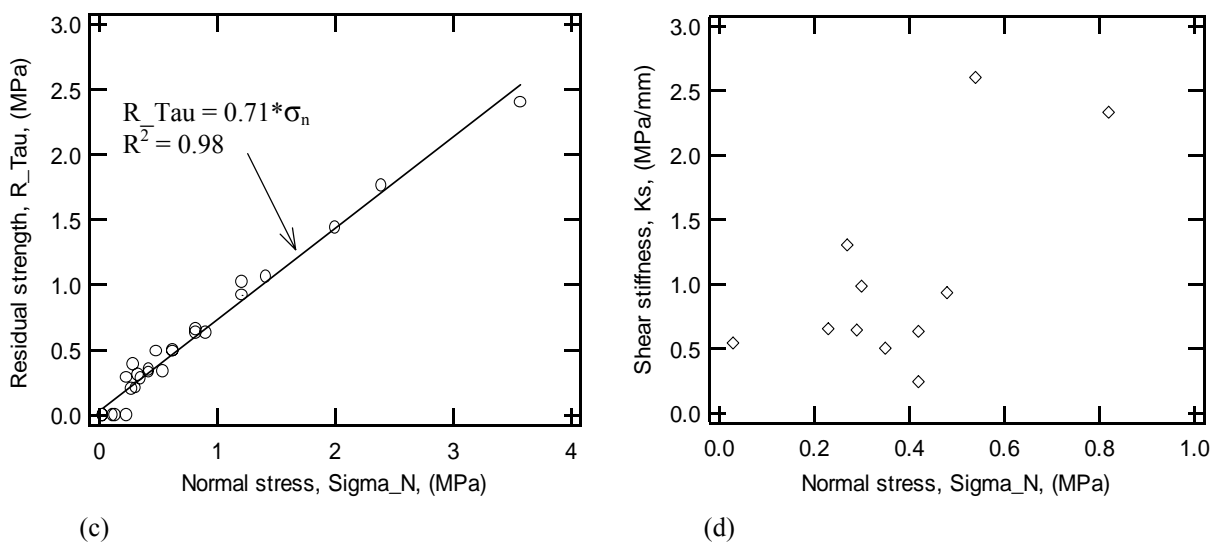 3.0
2.5
2.0
1.5
1.0
0.5
0.0
Residual strength, R_Tau, (MPa)
R_Tau = 0.71*σn
R2 = 0.98
0 1 2 3 4
Normal stress, Sigma_N, (MPa)
(c)
3.0
2.5
2.0
1.5
1.0
0.5
0.0
Shear stiffness, Ks, (MPa/mm)
0.0 0.2 0.4 0.6 0.8 1.0
Normal stress, Sigma_N, (MPa)
(d)